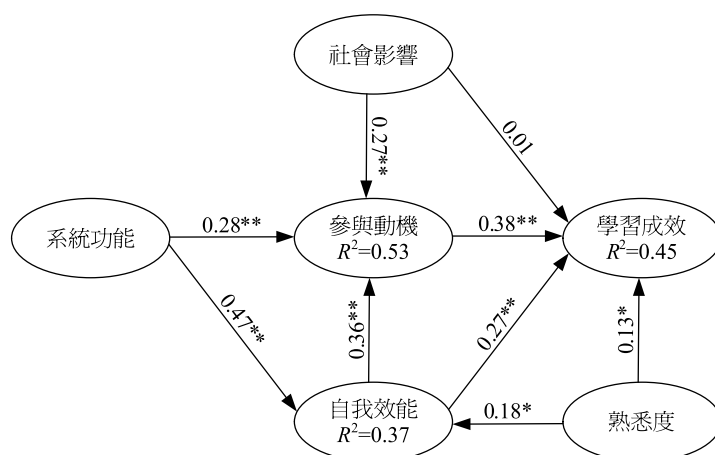 社會影響
0.27**
0.01
系統功能
0.28**
參與動機
R²=0.53
0.38**
學習成效
R²=0.45
0.47**
0.36**
0.27**
0.13*
自我效能
R²=0.37
0.18*
熟悉度